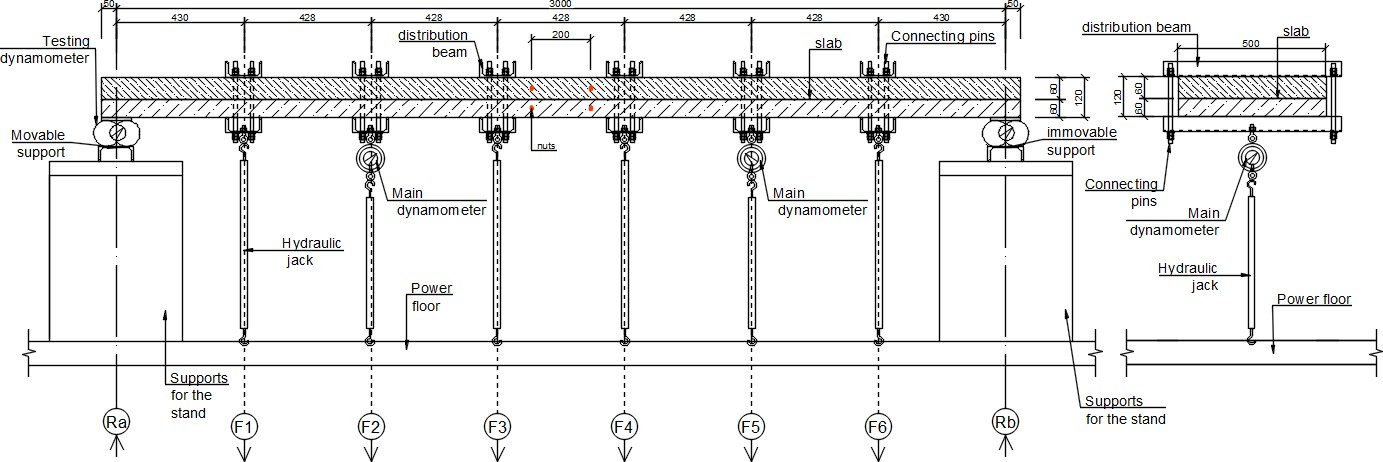 50
3000
50
430
428
428
428
428
428
430
Testing
dynamometer
distribution
beam
200
slab
Connecting pins
distribution beam
slab
500
60
60
120
120
60
60
Movable
support
nuts
immovable
support
Main
dynamometer
Main
dynamometer
Connecting
pins
Main
dynamometer
Hydraulic
jack
Hydraulic
jack
Power
floor
Power floor
Supports
for the
stand
Supports
for the stand
Ra
F1
F2
F3
F4
F5
F6
Rb